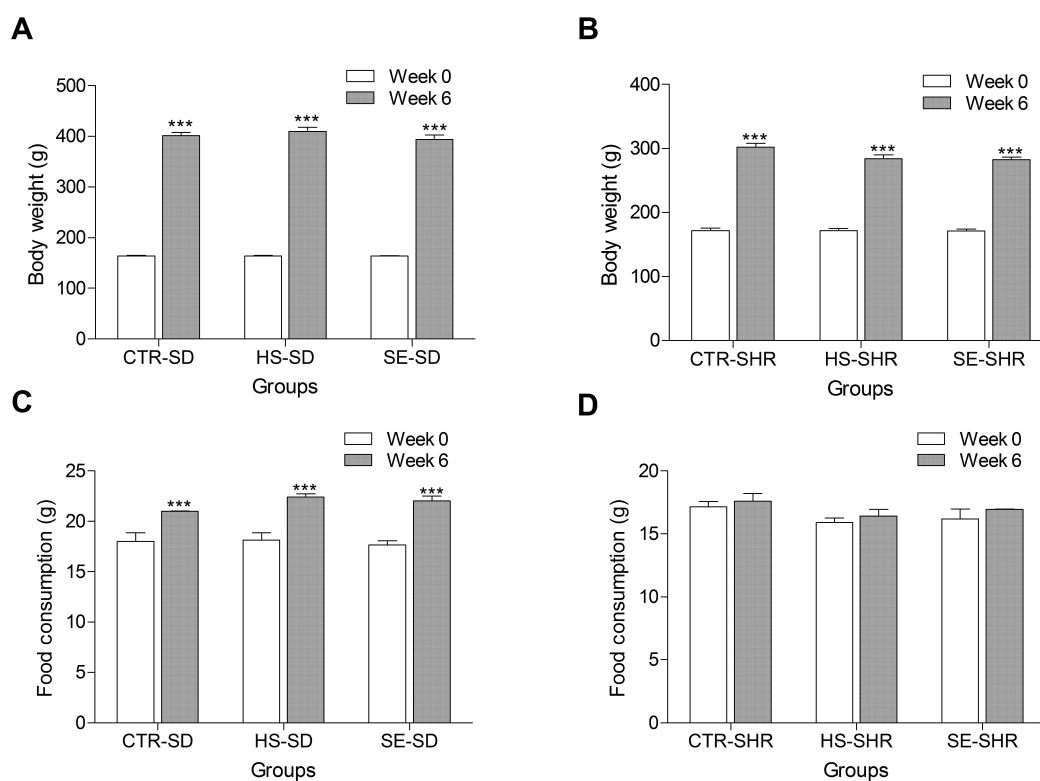 A
Week 0
Week 6
Body weight (g)
500
400
300
200
100
0
***
***
***
CTR-SD
HS-SD
SE-SD
Groups
B
Week 0
Week 6
Body weight (g)
400
300
200
100
0
***
***
***
CTR-SHR
HS-SHR
SE-SHR
Groups
C
Week 0
Week 6
Food consumption (g)
25
20
15
10
5
0
***
***
***
CTR-SD
HS-SD
SE-SD
Groups
D
Week 0
Week 6
Food consumption (g)
20
15
10
5
0
CTR-SHR
HS-SHR
SE-SHR
Groups